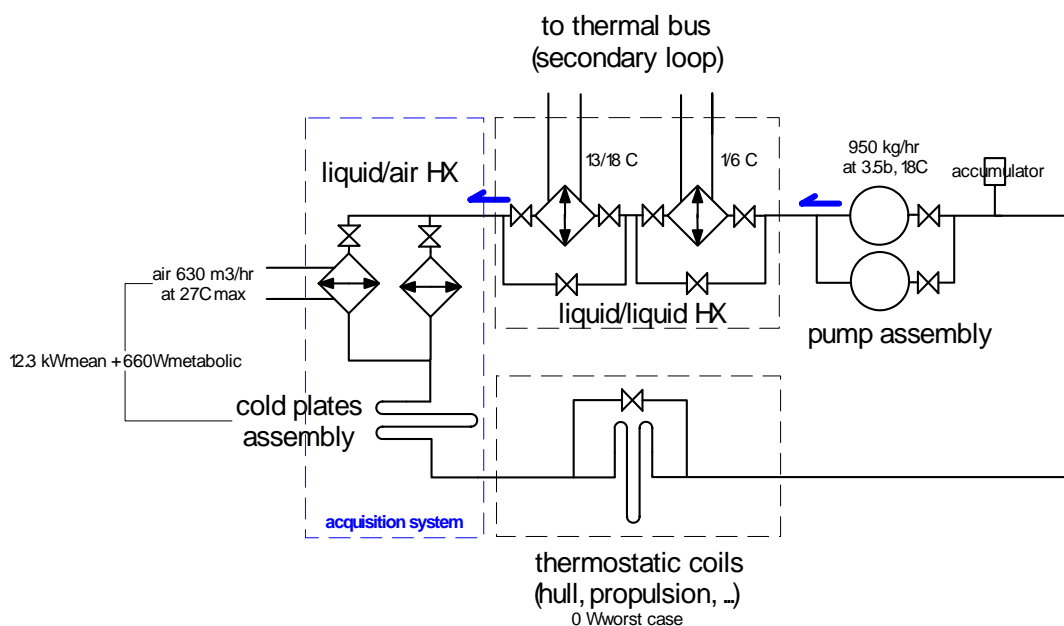 to thermal bus
(secondary loop)
13/18 C
1/6 C
950 kg/hr
at 3.5b, 18C
accumulator
liquid/air HX
air 630 m3/hr
at 27C max
liquid/liquid HX
pump assembly
12.3 kWmean + 660Wmetabolic
cold plates
assembly
acquisition system
thermostatic coils
(hull, propulsion, ...)
0 Wworst case